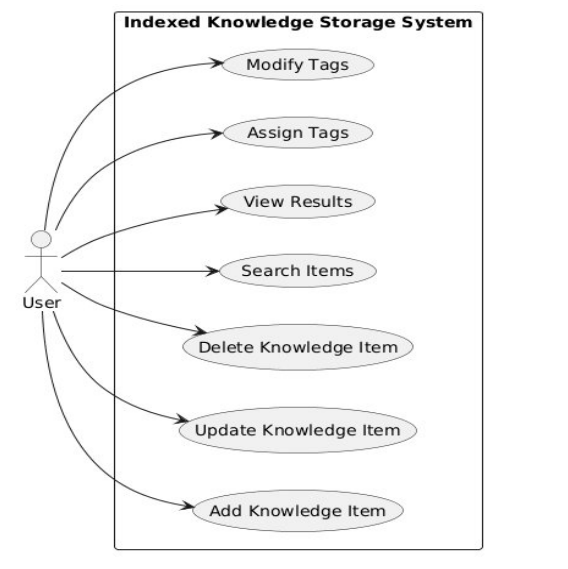 Indexed Knowledge Storage System
Modify Tags
Assign Tags
View Results
Search Items
User
Delete Knowledge Item
Update Knowledge Item
Add Knowledge Item